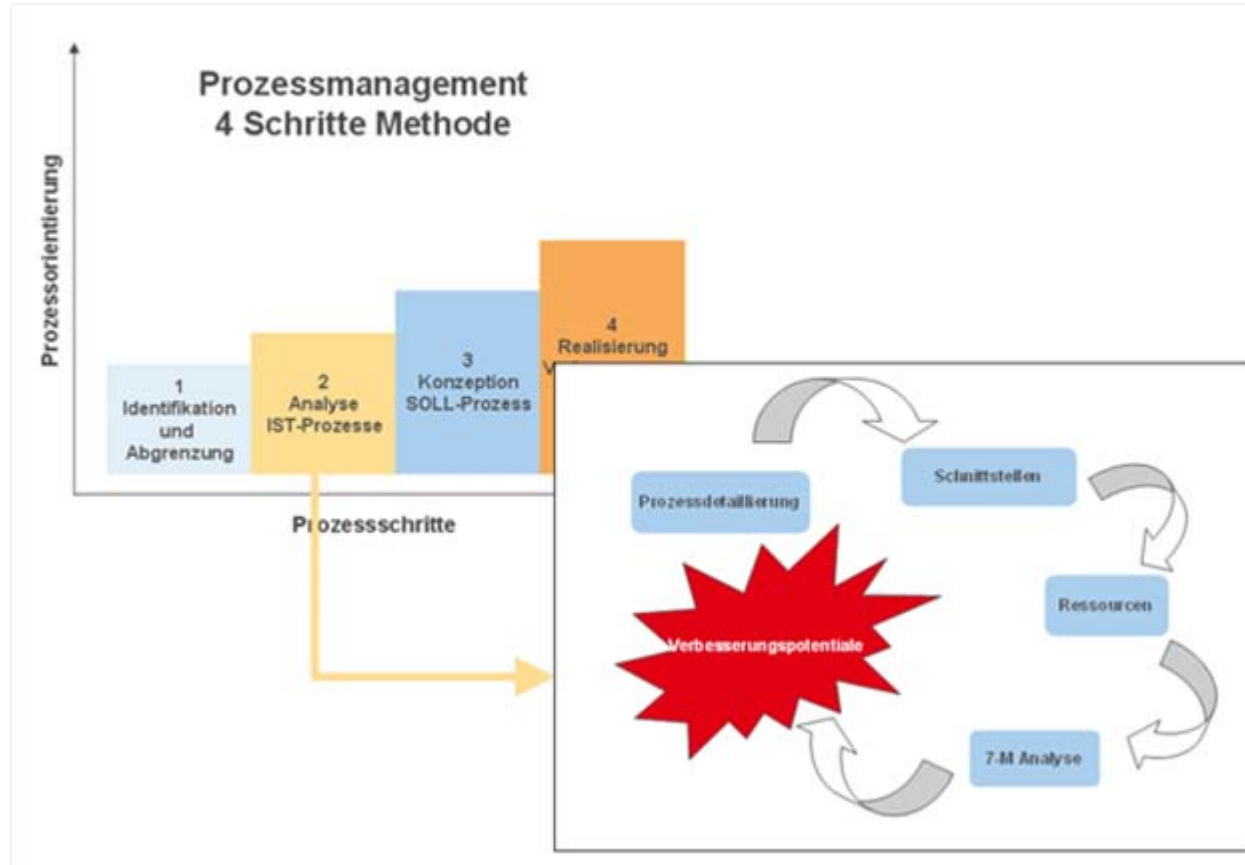 Prozessmanagement
4 Schritte Methode
Prozessorientierung
1
Identifikation
und
Abgrenzung
2
Analyse
IST-Prozesse
3
Konzeption
SOLL-Prozess
4
Realisierung
Prozessschritte
Prozessdetaillierung
Schnittstellen
Ressourcen
7-M Analyse
Verbesserungspotentiale